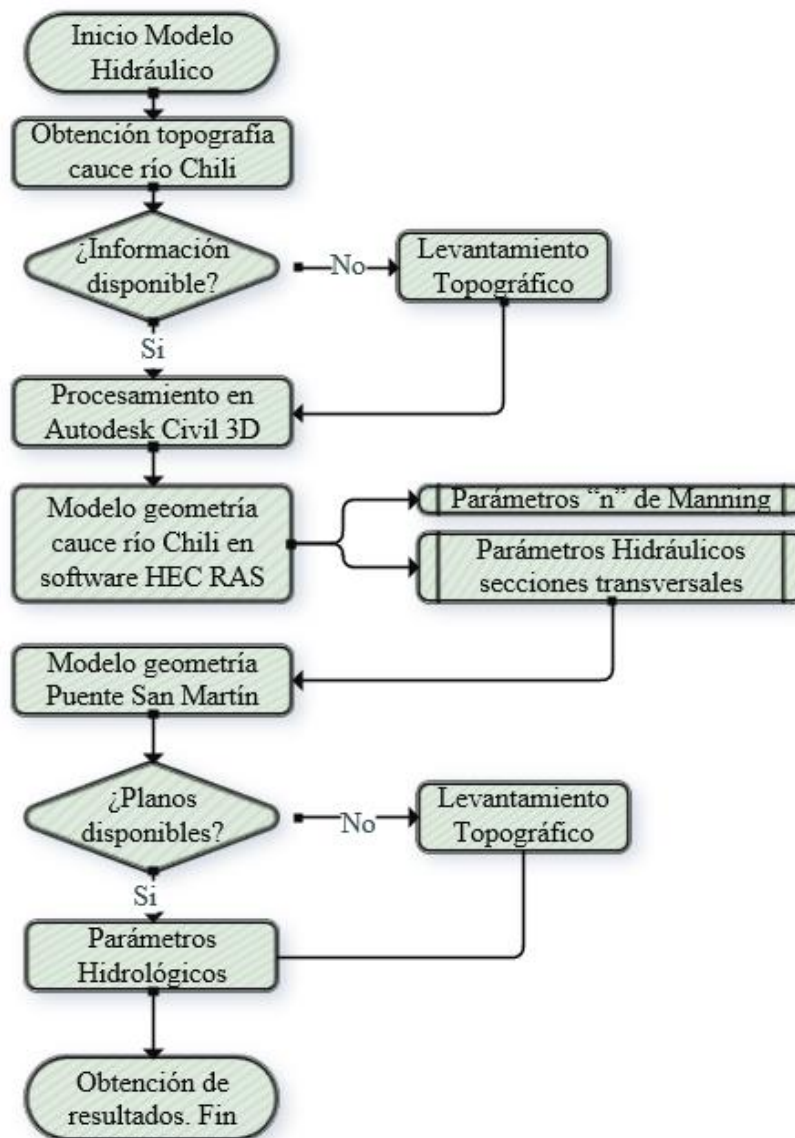 Inicio Modelo
Hidráulico
Obtención topografía
cauce río Chili
¿Información
disponible?
No
Levantamiento
Topográfico
Si
Procesamiento en
Autodesk Civil 3D
Modelo geometría
cauce río Chili en
software HEC RAS
Parámetros “n” de Manning
Parámetros Hidráulicos
secciones transversales
Modelo geometría
Puente San Martín
¿Planos
disponibles?
No
Levantamiento
Topográfico
Si
Parámetros
Hidrológicos
Obtención de
resultados. Fin